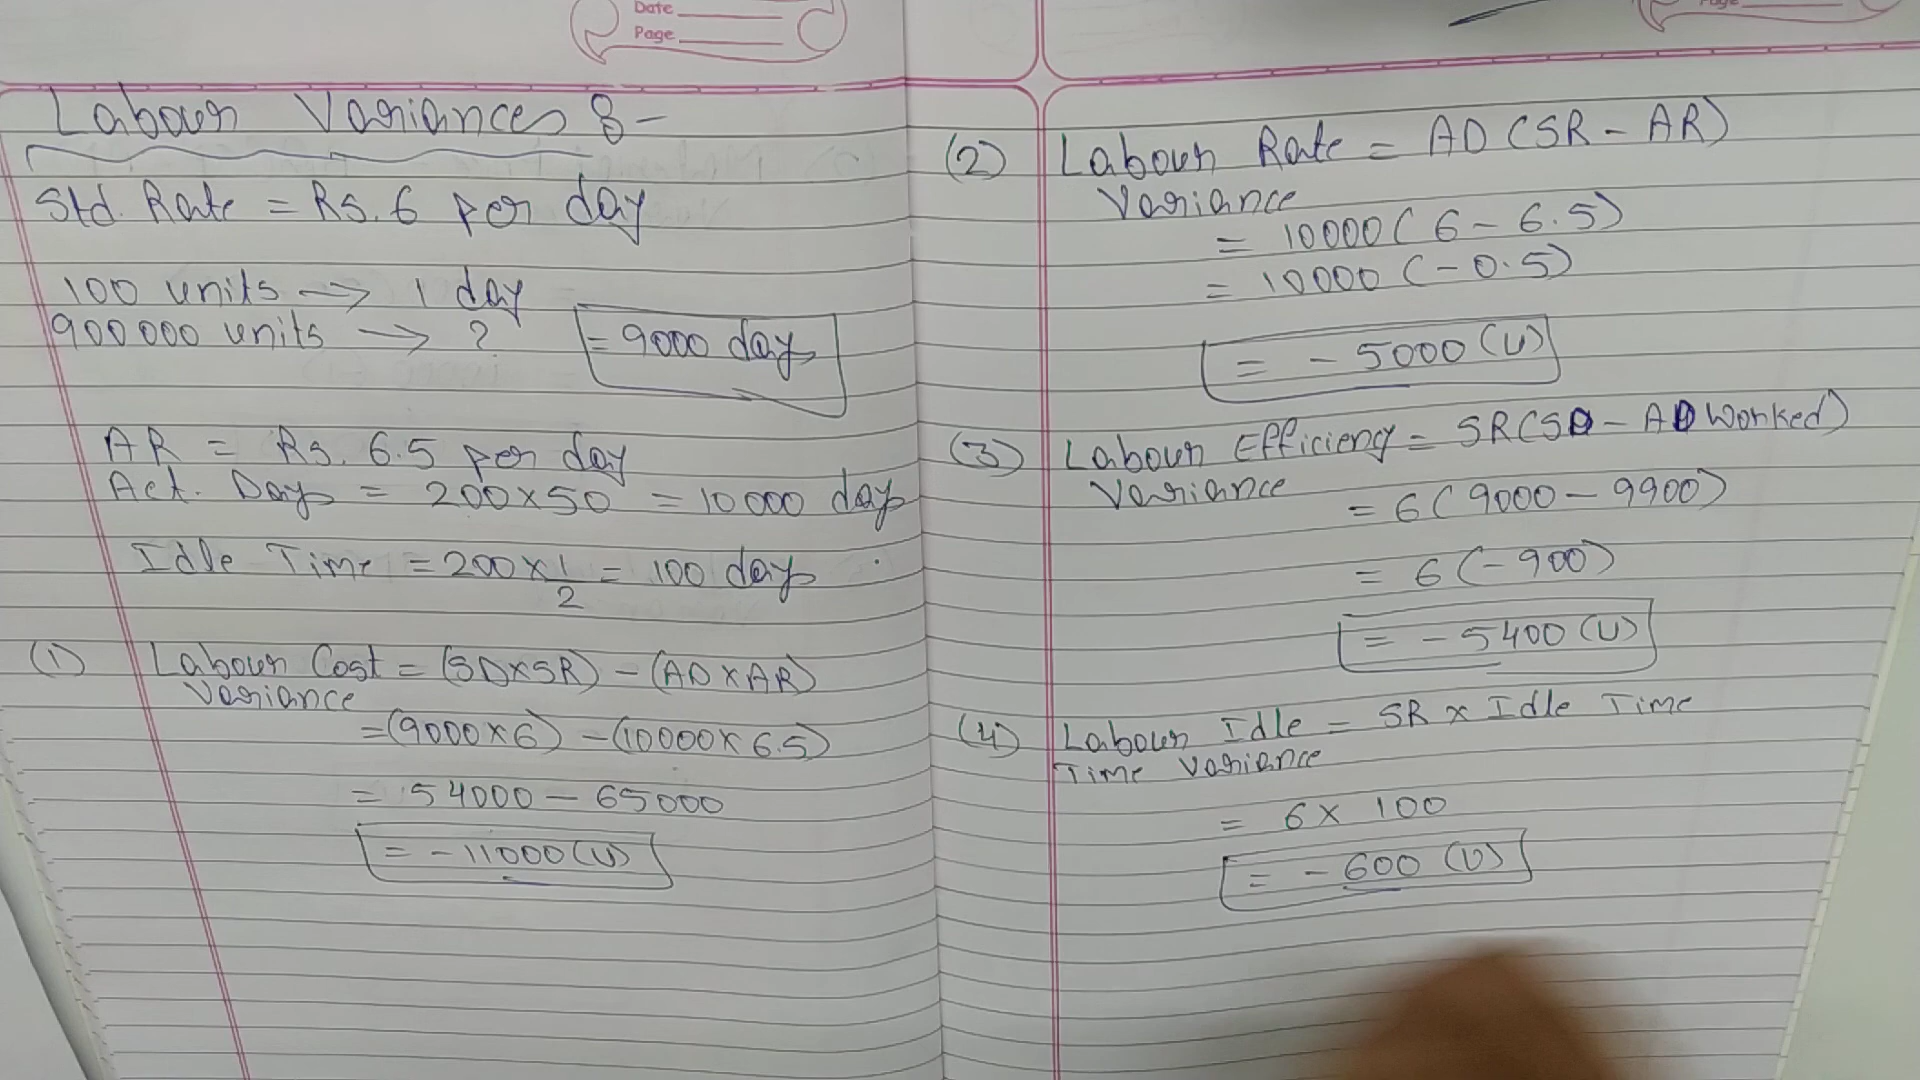 Date
Page
Page
Labour Variances :-
Std. Rate = Rs. 6 per day
100 units → 1 day
900000 units → ? = 9000 days
AR = Rs. 6.5 per day
Act. Days = 200×50 = 10000 days
Idle Time = 200×1/2 = 100 days
(1) Labour Cost = (SD×SR) - (AD×AR)
Variance
= (9000×6) - (10000×6.5)
= 54000 - 65000
= -11000 (U)
(2) Labour Rate = AD (SR - AR)
Variance
= 10000 (6 - 6.5)
= 10000 (-0.5)
= - 5000 (U)
(3) Labour Efficiency = SR (SD - AD Worked)
Variance
= 6 (9000 - 9900)
= 6 (-900)
= - 5400 (U)
(4) Labour Idle = SR × Idle Time
Time Variance
= 6 × 100
= - 600 (U)